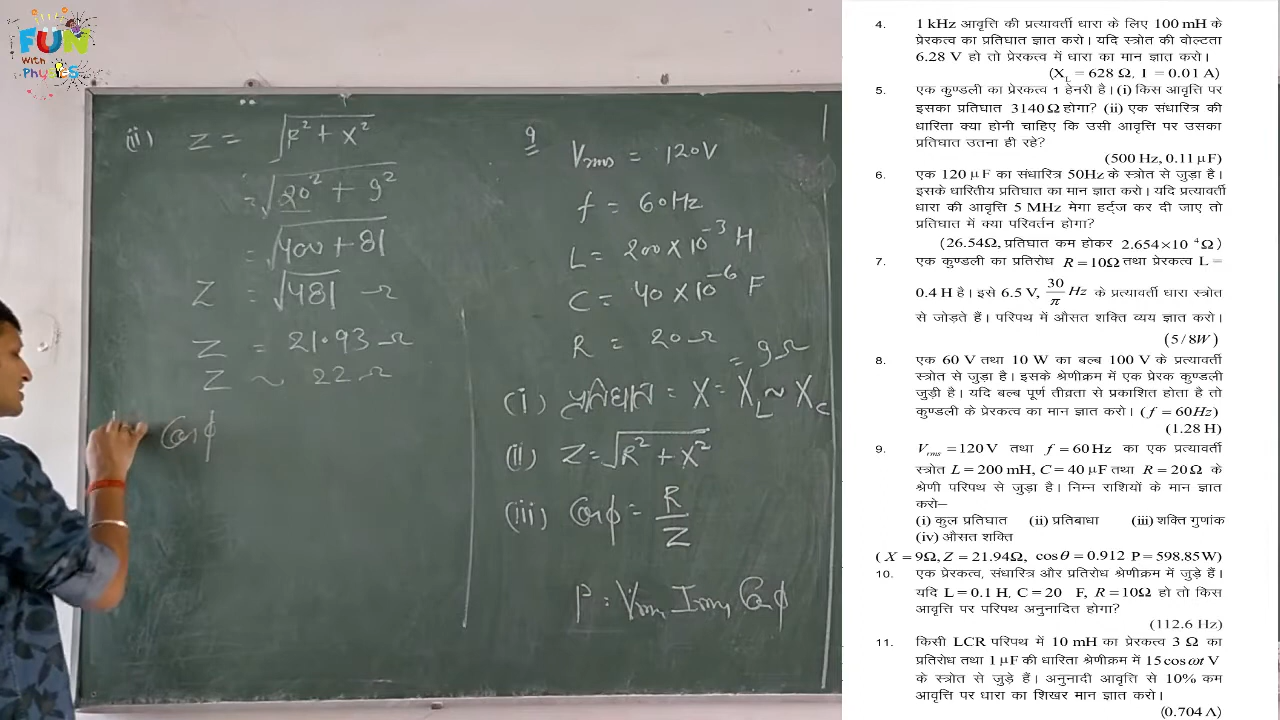 FUN
With
Physics
(ii) Z = √R² + X²
= √20² + 9²
= √400 + 81
Z = √481 Ω
Z = 21.93 Ω
Z ~ 22 Ω
Cosϕ
9
Vrms = 120V
f = 60Hz
L = 200 × 10⁻³ H
C = 40 × 10⁻⁶ F
R = 20 Ω
= 9 Ω
(i) प्रतिघात = X = X_L ~ X_C
(ii) Z = √R² + X²
(iii) Cosϕ = R/Z
P = Vrms Irms Cosϕ
4. 1 kHz आवृत्ति की प्रत्यावर्ती धारा के लिए 100 mH के
प्रेरकत्व का प्रतिघात ज्ञात करो। यदि स्त्रोत की वोल्टता
6.28 V हो तो प्रेरकत्व में धारा का मान ज्ञात करो।
(X_L = 628 Ω, I = 0.01 A)
5. एक कुण्डली का प्रेरकत्व 1 हेनरी है। (i) किस आवृत्ति पर
इसका प्रतिघात 3140Ω होगा? (ii) एक संधारित्र की
धारिता क्या होनी चाहिए कि उसी आवृत्ति पर उसका
प्रतिघात उतना ही रहे?
(500 Hz, 0.11 μF)
6. एक 120 μF का संधारित्र 50Hz के स्त्रोत से जुड़ा है।
इसके धारितीय प्रतिघात का मान ज्ञात करो। यदि प्रत्यावर्ती
धारा की आवृत्ति 5 MHz मेगा हर्ट्ज कर दी जाए तो
प्रतिघात में क्या परिवर्तन होगा?
(26.54Ω, प्रतिघात कम होकर 2.654×10 ⁴Ω)
7. एक कुण्डली का प्रतिरोध R = 10Ω तथा प्रेरकत्व L =
0.4 H है। इसे 6.5 V, 30/π Hz के प्रत्यावर्ती धारा स्त्रोत
से जोड़ते हैं। परिपथ में औसत शक्ति व्यय ज्ञात करो।
(5/8W)
8. एक 60 V तथा 10 W का बल्ब 100 V के प्रत्यावर्ती
स्त्रोत से जुड़ा है। इसके श्रेणीक्रम में एक प्रेरक कुण्डली
जुड़ी है। यदि बल्ब पूर्ण तीव्रता से प्रकाशित होता है तो
कुण्डली के प्रेरकत्व का मान ज्ञात करो। (f = 60Hz)
(1.28 H)
9. V_rms = 120 V तथा f = 60 Hz का एक प्रत्यावर्ती
स्त्रोत L = 200 mH, C = 40 μF तथा R = 20 Ω के
श्रेणी परिपथ से जुड़ा है। निम्न राशियों के मान ज्ञात
करो–
(i) कुल प्रतिघात (ii) प्रतिबाधा (iii) शक्ति गुणांक
(iv) औसत शक्ति
( X = 9Ω, Z = 21.94Ω, cosθ = 0.912 P = 598.85W)
10. एक प्रेरकत्व, संधारित्र और प्रतिरोध श्रेणीक्रम में जुड़े हैं।
यदि L = 0.1 H, C = 20 F, R = 10Ω हो तो किस
आवृत्ति पर परिपथ अनुनादित होगा?
(112.6 Hz)
11. किसी LCR परिपथ में 10 mH का प्रेरकत्व 3 Ω का
प्रतिरोध तथा 1 μF की धारिता श्रेणीक्रम में 15 cos ωt V
के स्त्रोत से जुड़े हैं। अनुनादी आवृत्ति से 10% कम
आवृत्ति पर धारा का शिखर मान ज्ञात करो।
(0.704 A)